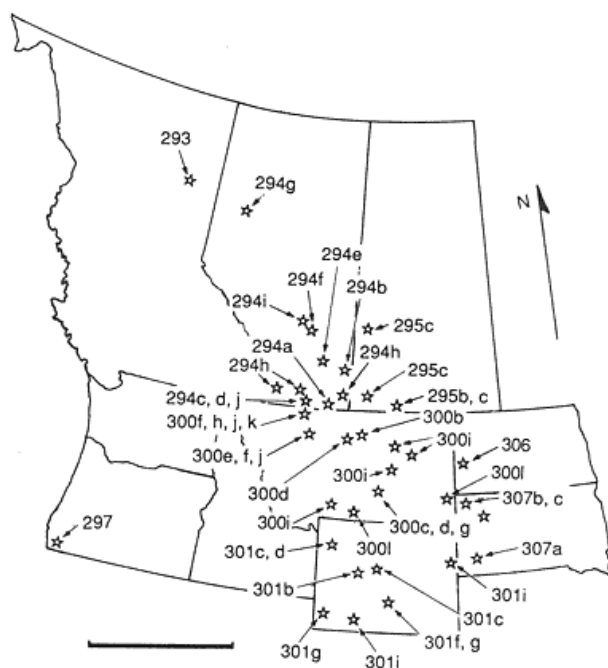 293
294g
N
294e
294f
294b
294i
295c
294a
294h
294h
295c
294c, d, j
295b, c
300f, h, j, k
300b
300e, f, j
300i
306
300i
300l
300d
307b, c
300i
300c, d, g
297
301c, d
300l
307a
301b
301i
301c
301f, g
301g
301i